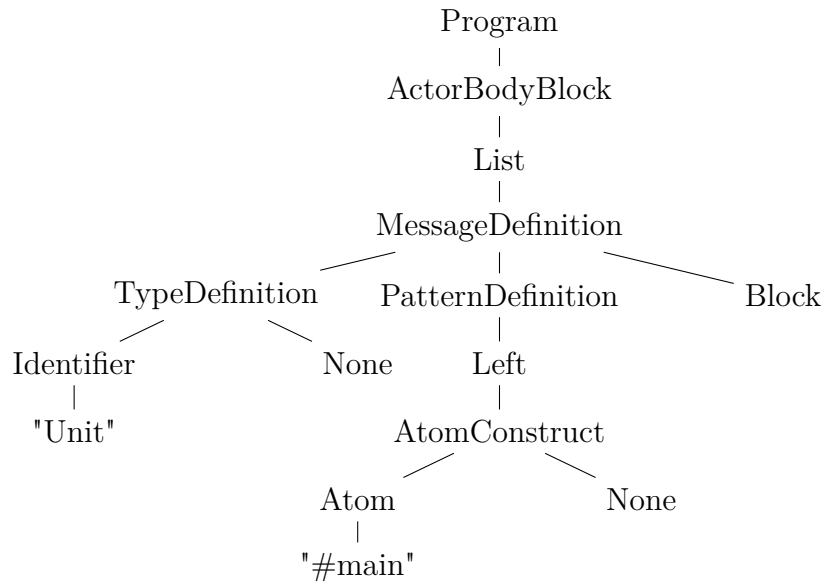 Program
ActorBodyBlock
List
MessageDefinition
TypeDefinition PatternDefinition Block
Identifier None Left
"Unit" AtomConstruct
Atom None
"#main"